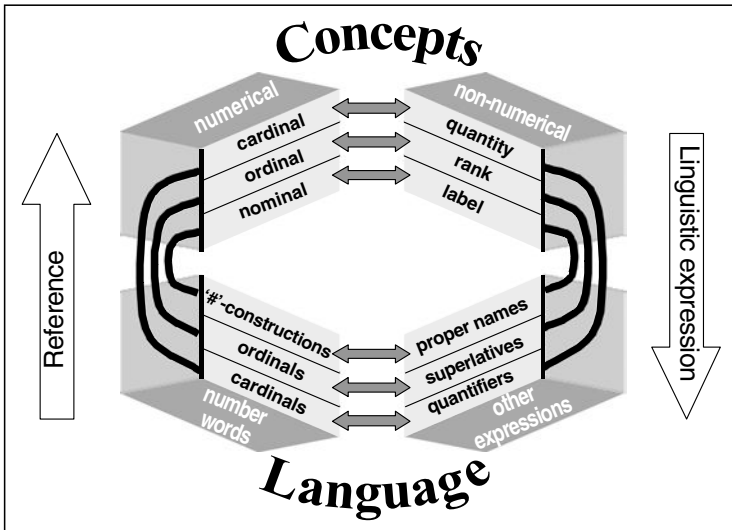 Concepts
numerical
non-numerical
cardinal
quantity
ordinal
rank
nominal
label
Reference
Linguistic expression
‘#’-constructions
proper names
ordinals
superlatives
cardinals
quantifiers
number
words
other
expressions
Language